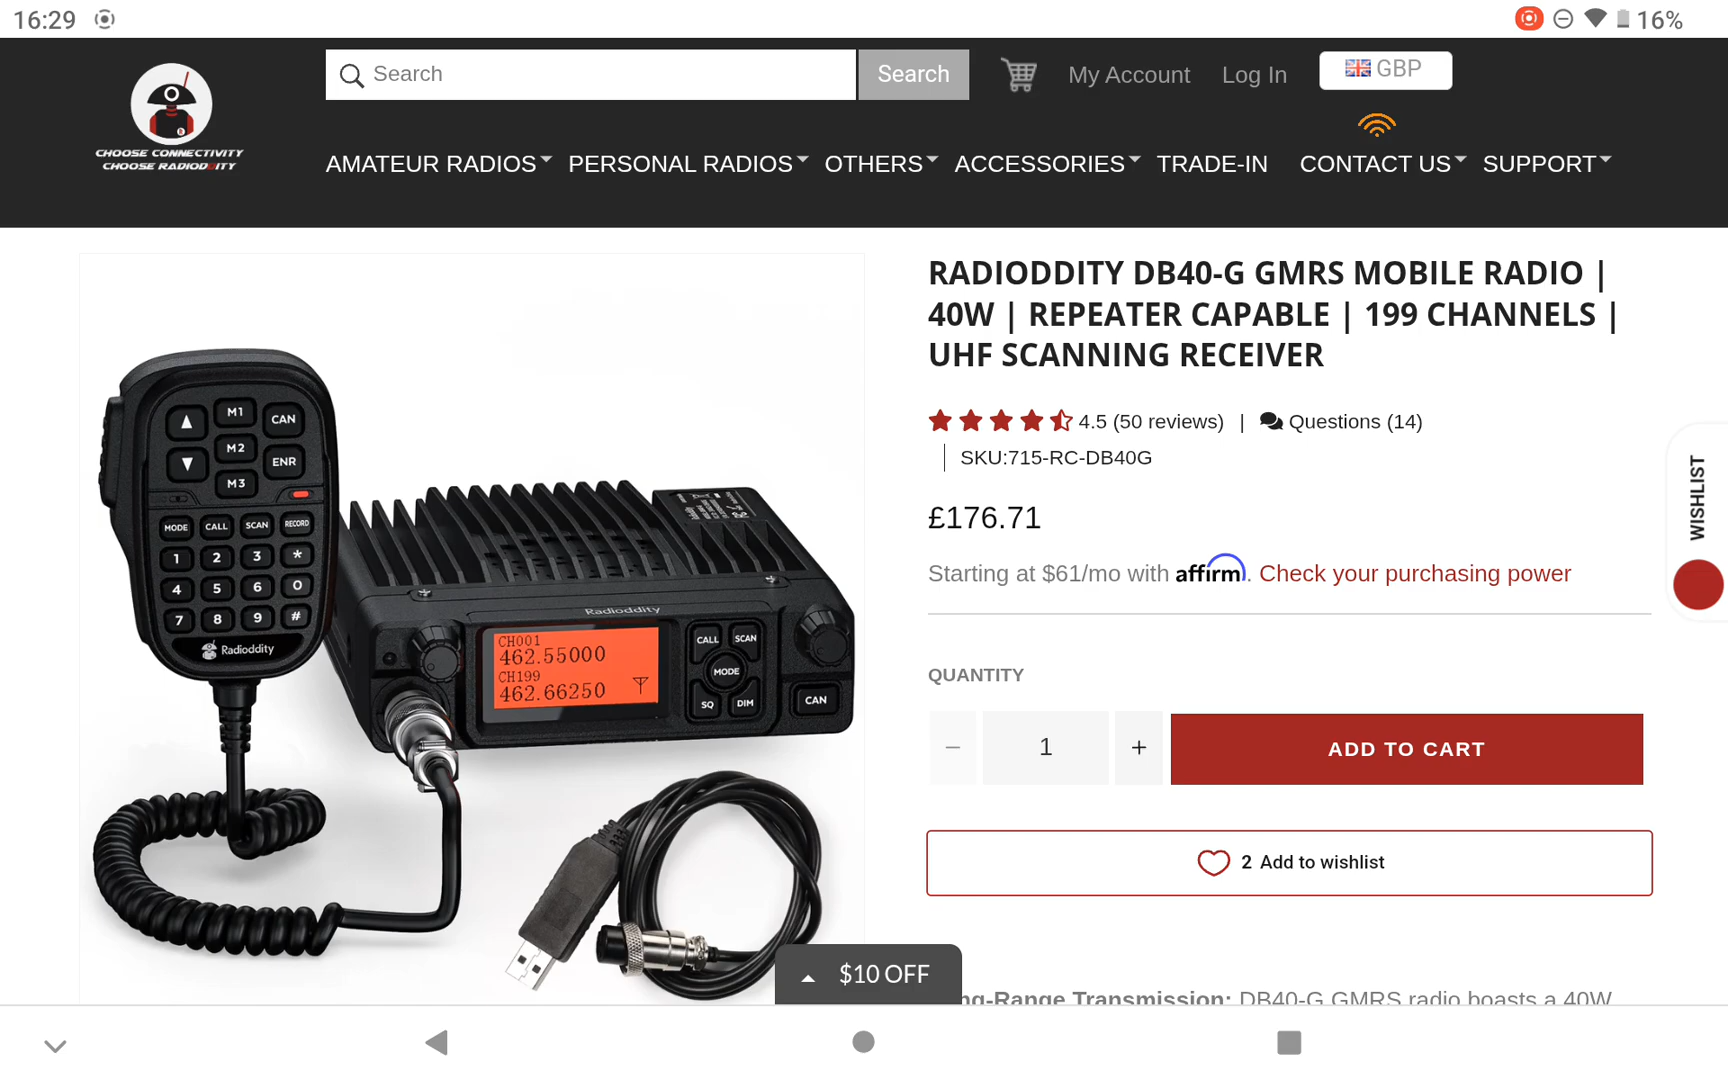 16:29
16%
Search
Search
My Account
Log In
GBP
CHOOSE CONNECTIVITY
CHOOSE RADIODDITY
AMATEUR RADIOS
PERSONAL RADIOS
OTHERS
ACCESSORIES
TRADE-IN
CONTACT US
SUPPORT
RADIODDITY DB40-G GMRS MOBILE RADIO |
40W | REPEATER CAPABLE | 199 CHANNELS |
UHF SCANNING RECEIVER
4.5 (50 reviews) | Questions (14)
SKU:715-RC-DB40G
£176.71
Starting at $61/mo with affirm. Check your purchasing power
QUANTITY
− 1 +
ADD TO CART
2 Add to wishlist
WISHLIST
M1
CAN
M2
ENR
M3
MODE CALL SCAN RECORD
1 2 3 *
4 5 6 0
7 8 9 #
Radioddity
Radioddity
CH001
462.55000
CH199
462.66250
CALL SCAN
MODE
SQ DIM
CAN
$10 OFF
ng-Range Transmission: DB40-G GMRS radio boasts a 40W